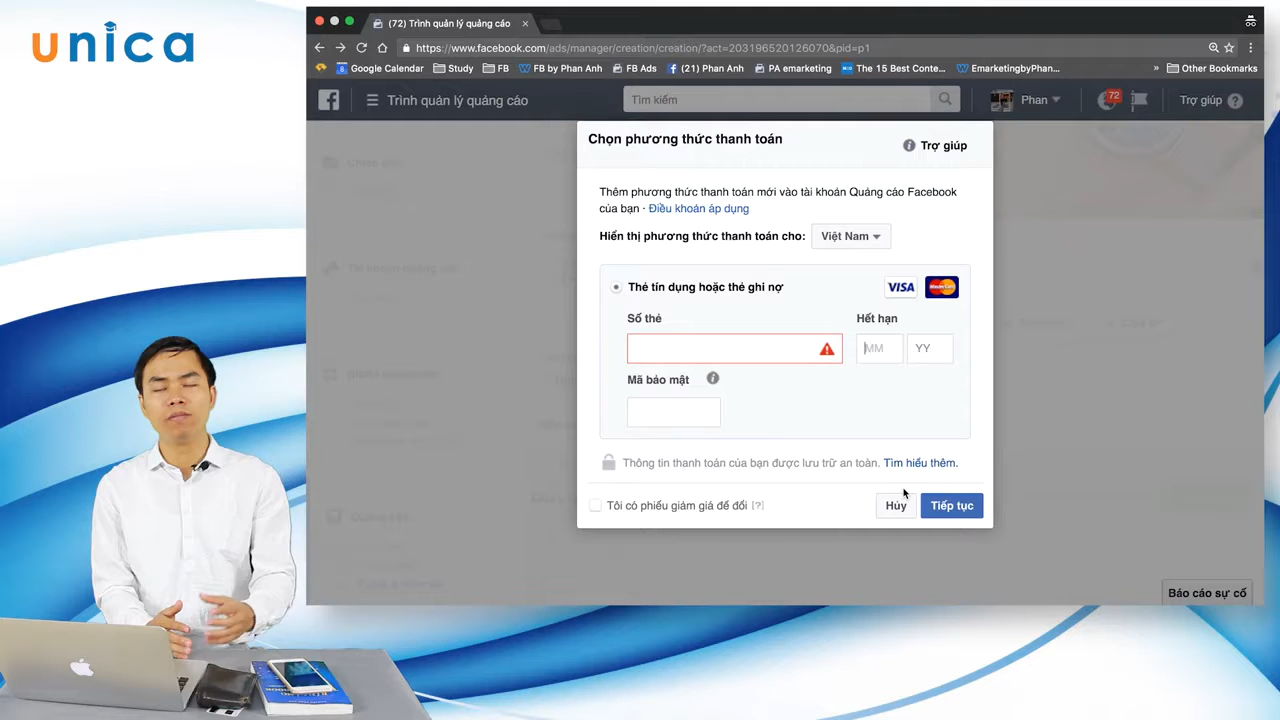 unica
(72) Trình quản lý quảng cáo
https://www.facebook.com/ads/manager/creation/creation/?act=203196520126070&pid=p1
Google Calendar Study FB FB by Phan Anh FB Ads (21) Phan Anh PA emarketing The 15 Best Conte... EmarketingbyPhan... » Other Bookmarks
Trình quản lý quảng cáo Tìm kiếm Phan 72 Trợ giúp
Chọn phương thức thanh toán
Trợ giúp
Thêm phương thức thanh toán mới vào tài khoản Quảng cáo Facebook
của bạn · Điều khoản áp dụng
Hiển thị phương thức thanh toán cho: Việt Nam
Thẻ tín dụng hoặc thẻ ghi nợ VISA MasterCard
Số thẻ Hết hạn
MM YY
Mã bảo mật
Thông tin thanh toán của bạn được lưu trữ an toàn. Tìm hiểu thêm.
Tôi có phiếu giảm giá để đổi [?] Hủy Tiếp tục
Báo cáo sự cố